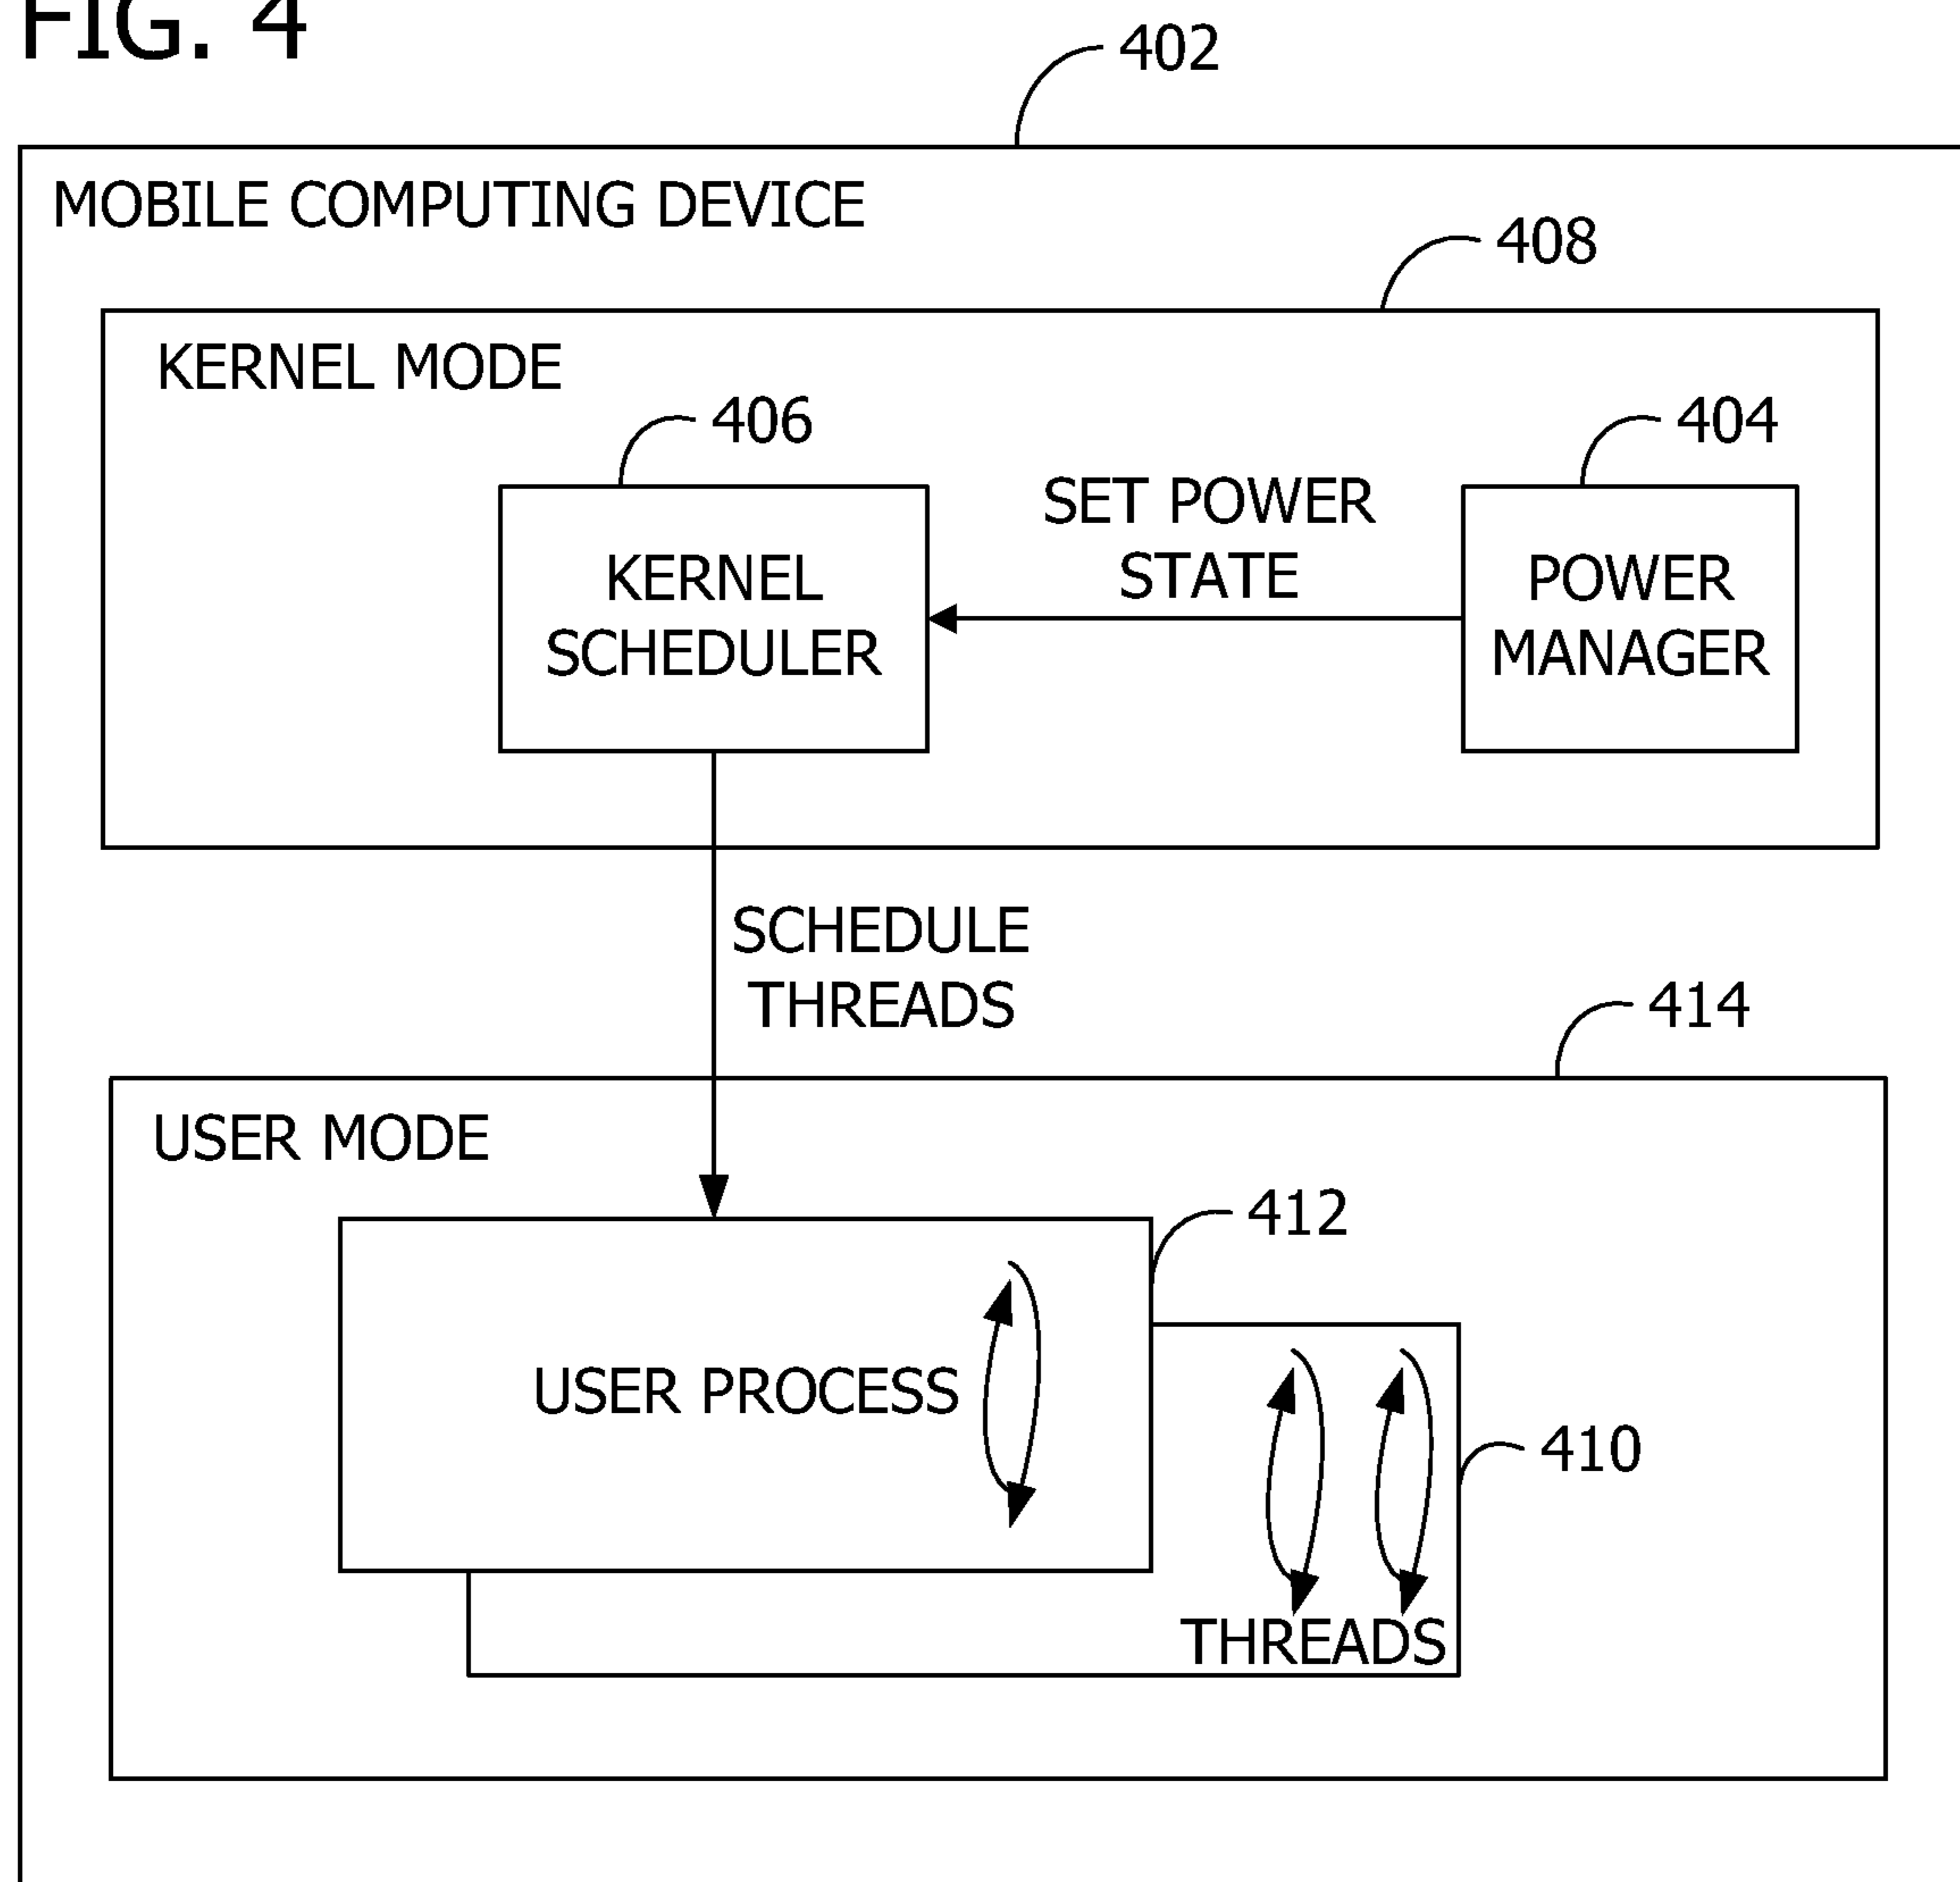 FIG. 4
402
MOBILE COMPUTING DEVICE
408
KERNEL MODE
406
404
SET POWER
STATE
KERNEL
SCHEDULER
POWER
MANAGER
SCHEDULE
THREADS
414
USER MODE
412
USER PROCESS
410
THREADS